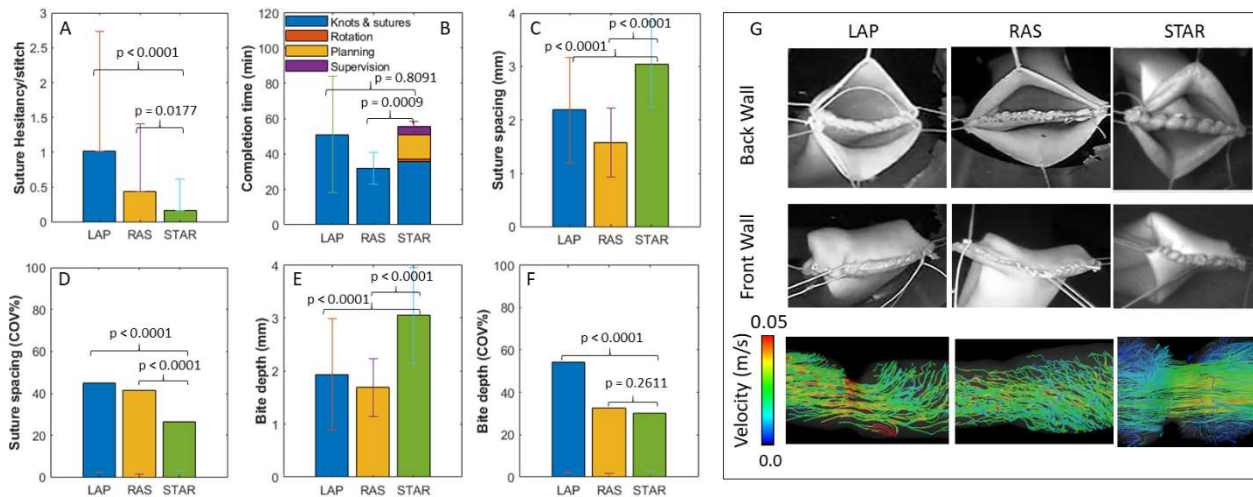 A
Suture Hesitancy/stitch
3
2.5
2
1.5
1
0.5
0
p < 0.0001
p = 0.0177
LAP RAS STAR
B
Completion time (min)
120
100
80
60
40
20
0
Knots & sutures
Rotation
Planning
Supervision
p = 0.8091
p = 0.0009
LAP RAS STAR
C
Suture spacing (mm)
4
3
2
1
0
p < 0.0001
p < 0.0001
LAP RAS STAR
D
Suture spacing (COV%)
100
80
60
40
20
0
p < 0.0001
p < 0.0001
LAP RAS STAR
E
Bite depth (mm)
4
3
2
1
0
p < 0.0001
p < 0.0001
LAP RAS STAR
F
Bite depth (COV%)
100
80
60
40
20
0
p < 0.0001
p = 0.2611
LAP RAS STAR
G
LAP RAS STAR
Back Wall
Front Wall
Velocity (m/s)
0.05
0.0